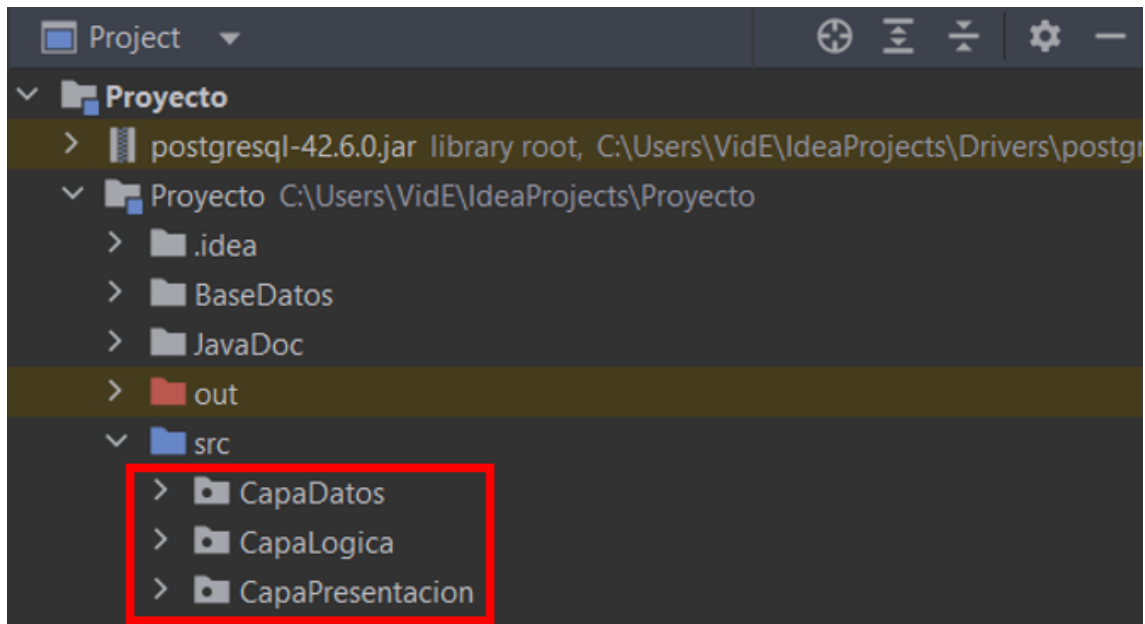 Project
Proyecto
postgresql-42.6.0.jar library root, C:\Users\VidE\IdeaProjects\Drivers\postgr
Proyecto C:\Users\VidE\IdeaProjects\Proyecto
.idea
BaseDatos
JavaDoc
out
src
CapaDatos
CapaLogica
CapaPresentacion